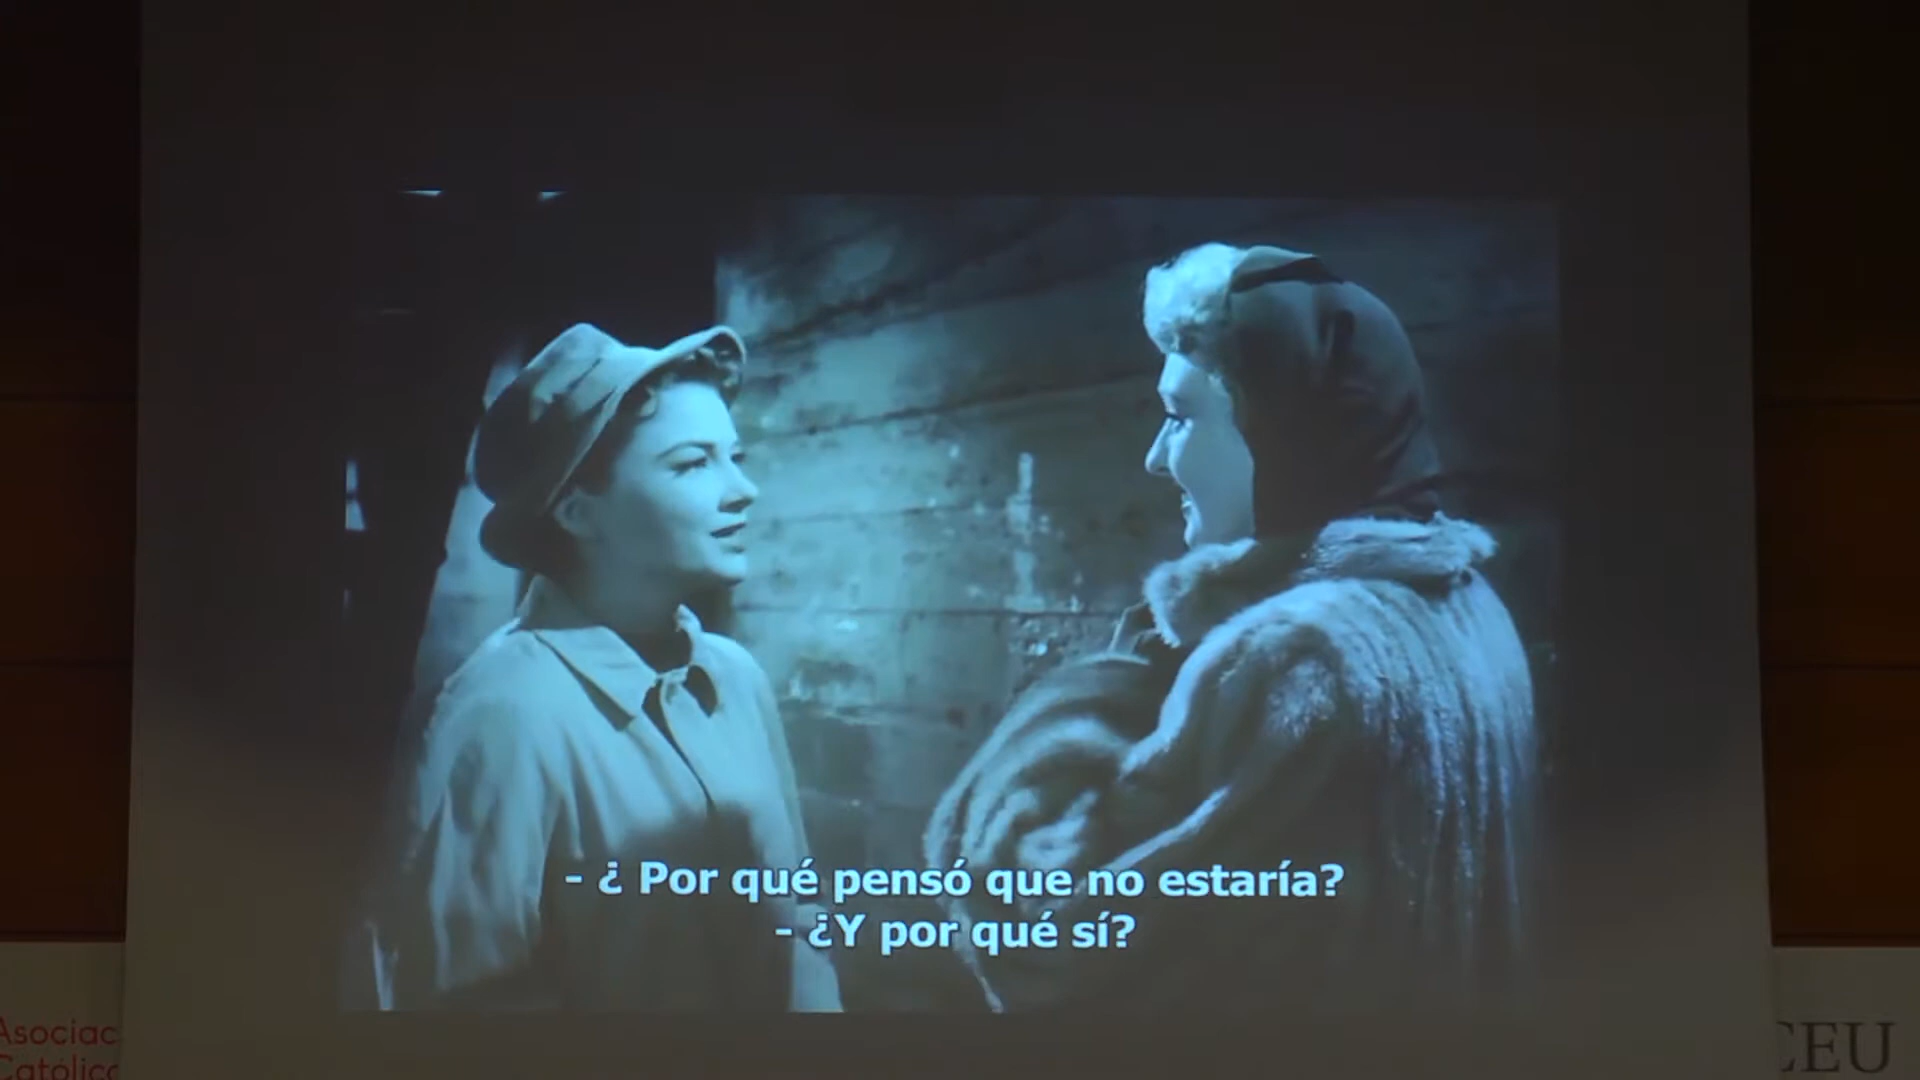 - ¿ Por qué pensó que no estaría?
- ¿Y por qué sí?
Asociac
Católica
CEU